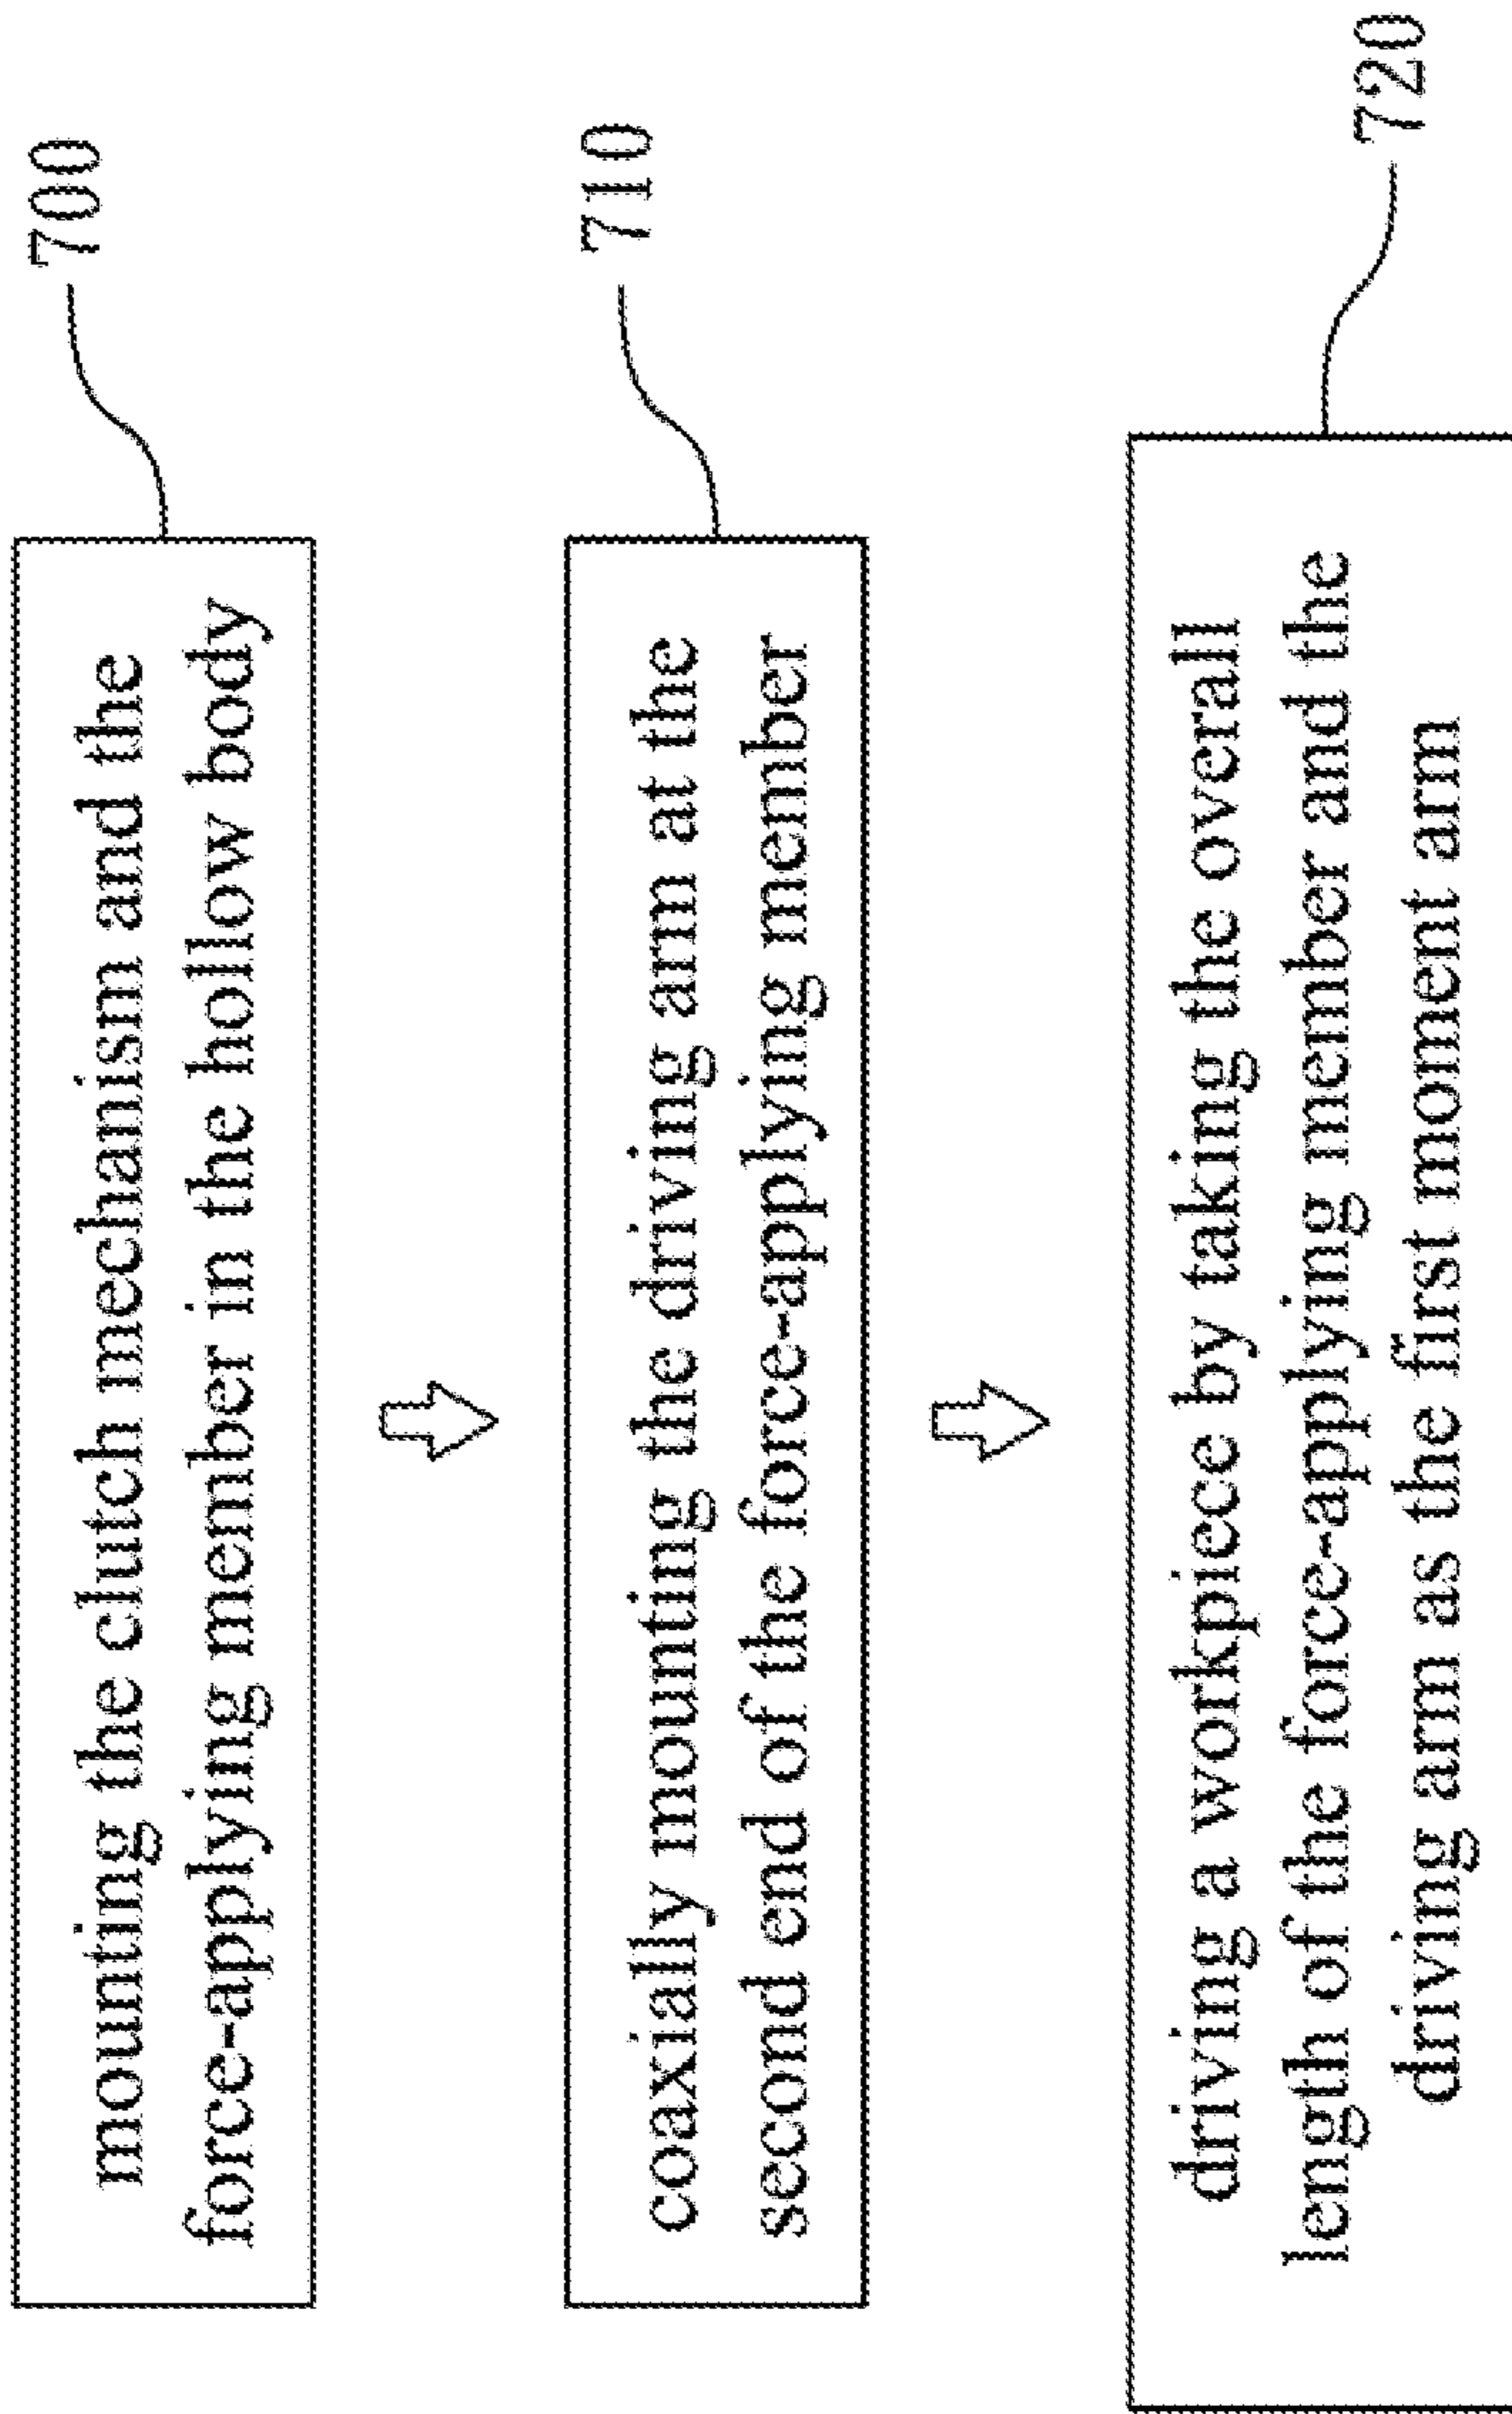 700
mounting the clutch mechanism and the
force-applying member in the hollow body
710
coaxially mounting the driving arm at the
second end of the force-applying member
720
driving a workpiece by taking the overall
length of the force-applying member and the
driving arm as the first moment arm